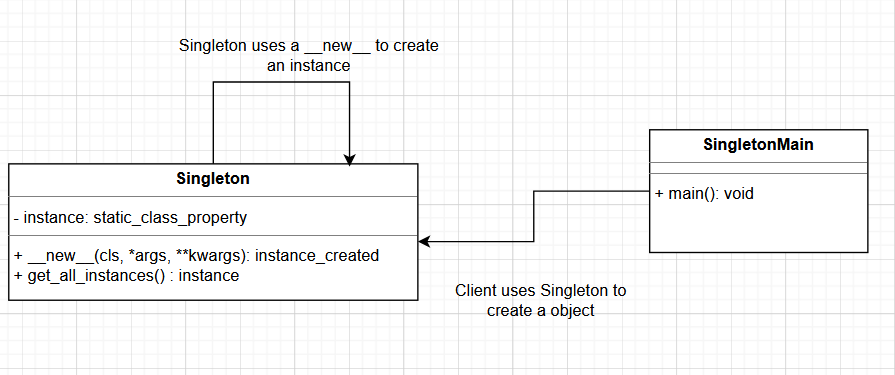 Singleton uses a __new__ to create
an instance
Singleton
- instance: static_class_property
+ __new__(cls, *args, **kwargs): instance_created
+ get_all_instances() : instance
SingletonMain
+ main(): void
Client uses Singleton to
create a object